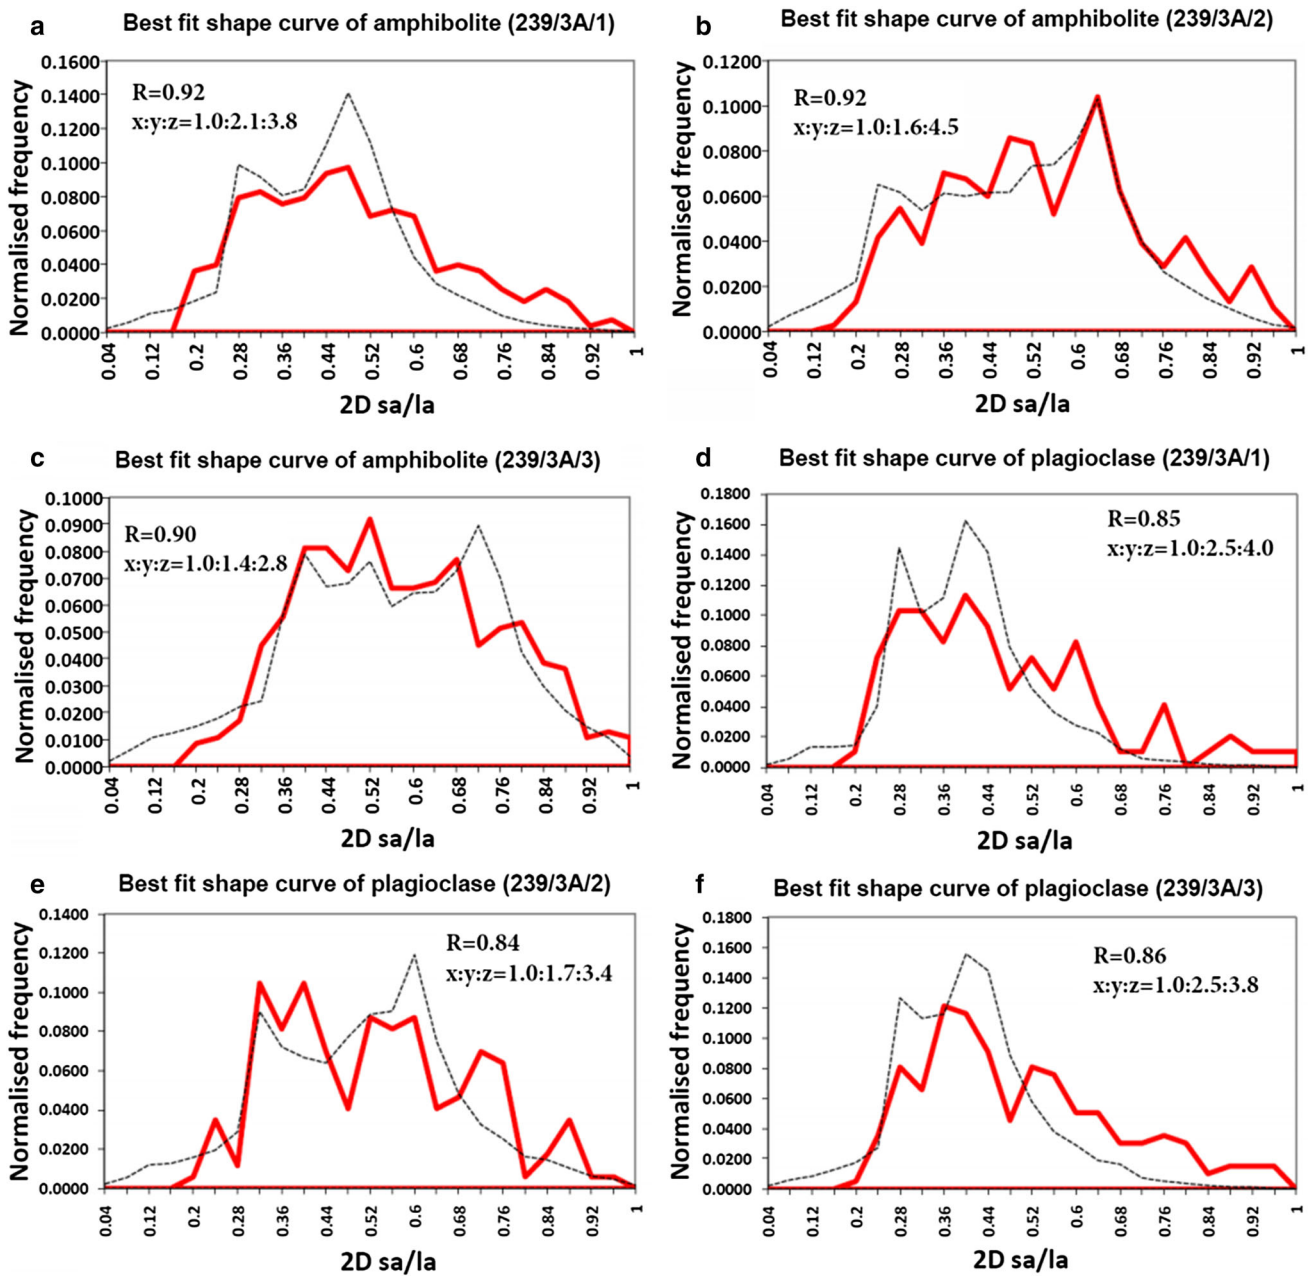 a Best fit shape curve of amphibolite (239/3A/1)
R=0.92
x:y:z=1.0:2.1:3.8
Normalised frequency
0.1600
0.1400
0.1200
0.1000
0.0800
0.0600
0.0400
0.0200
0.0000
0.04 0.12 0.2 0.28 0.36 0.44 0.52 0.6 0.68 0.76 0.84 0.92 1
2D sa/la
b Best fit shape curve of amphibolite (239/3A/2)
R=0.92
x:y:z=1.0:1.6:4.5
Normalised frequency
0.1200
0.1000
0.0800
0.0600
0.0400
0.0200
0.0000
0.04 0.12 0.2 0.28 0.36 0.44 0.52 0.6 0.68 0.76 0.84 0.92 1
2D sa/la
c Best fit shape curve of amphibolite (239/3A/3)
R=0.90
x:y:z=1.0:1.4:2.8
Normalised frequency
0.1000
0.0900
0.0800
0.0700
0.0600
0.0500
0.0400
0.0300
0.0200
0.0100
0.0000
0.04 0.12 0.2 0.28 0.36 0.44 0.52 0.6 0.68 0.76 0.84 0.92 1
2D sa/la
d Best fit shape curve of plagioclase (239/3A/1)
R=0.85
x:y:z=1.0:2.5:4.0
Normalised frequency
0.1800
0.1600
0.1400
0.1200
0.1000
0.0800
0.0600
0.0400
0.0200
0.0000
0.04 0.12 0.2 0.28 0.36 0.44 0.52 0.6 0.68 0.76 0.84 0.92 1
2D sa/la
e Best fit shape curve of plagioclase (239/3A/2)
R=0.84
x:y:z=1.0:1.7:3.4
Normalised frequency
0.1400
0.1200
0.1000
0.0800
0.0600
0.0400
0.0200
0.0000
0.04 0.12 0.2 0.28 0.36 0.44 0.52 0.6 0.68 0.76 0.84 0.92 1
2D sa/la
f Best fit shape curve of plagioclase (239/3A/3)
R=0.86
x:y:z=1.0:2.5:3.8
Normalised frequency
0.1800
0.1600
0.1400
0.1200
0.1000
0.0800
0.0600
0.0400
0.0200
0.0000
0.04 0.12 0.2 0.28 0.36 0.44 0.52 0.6 0.68 0.76 0.84 0.92 1
2D sa/la